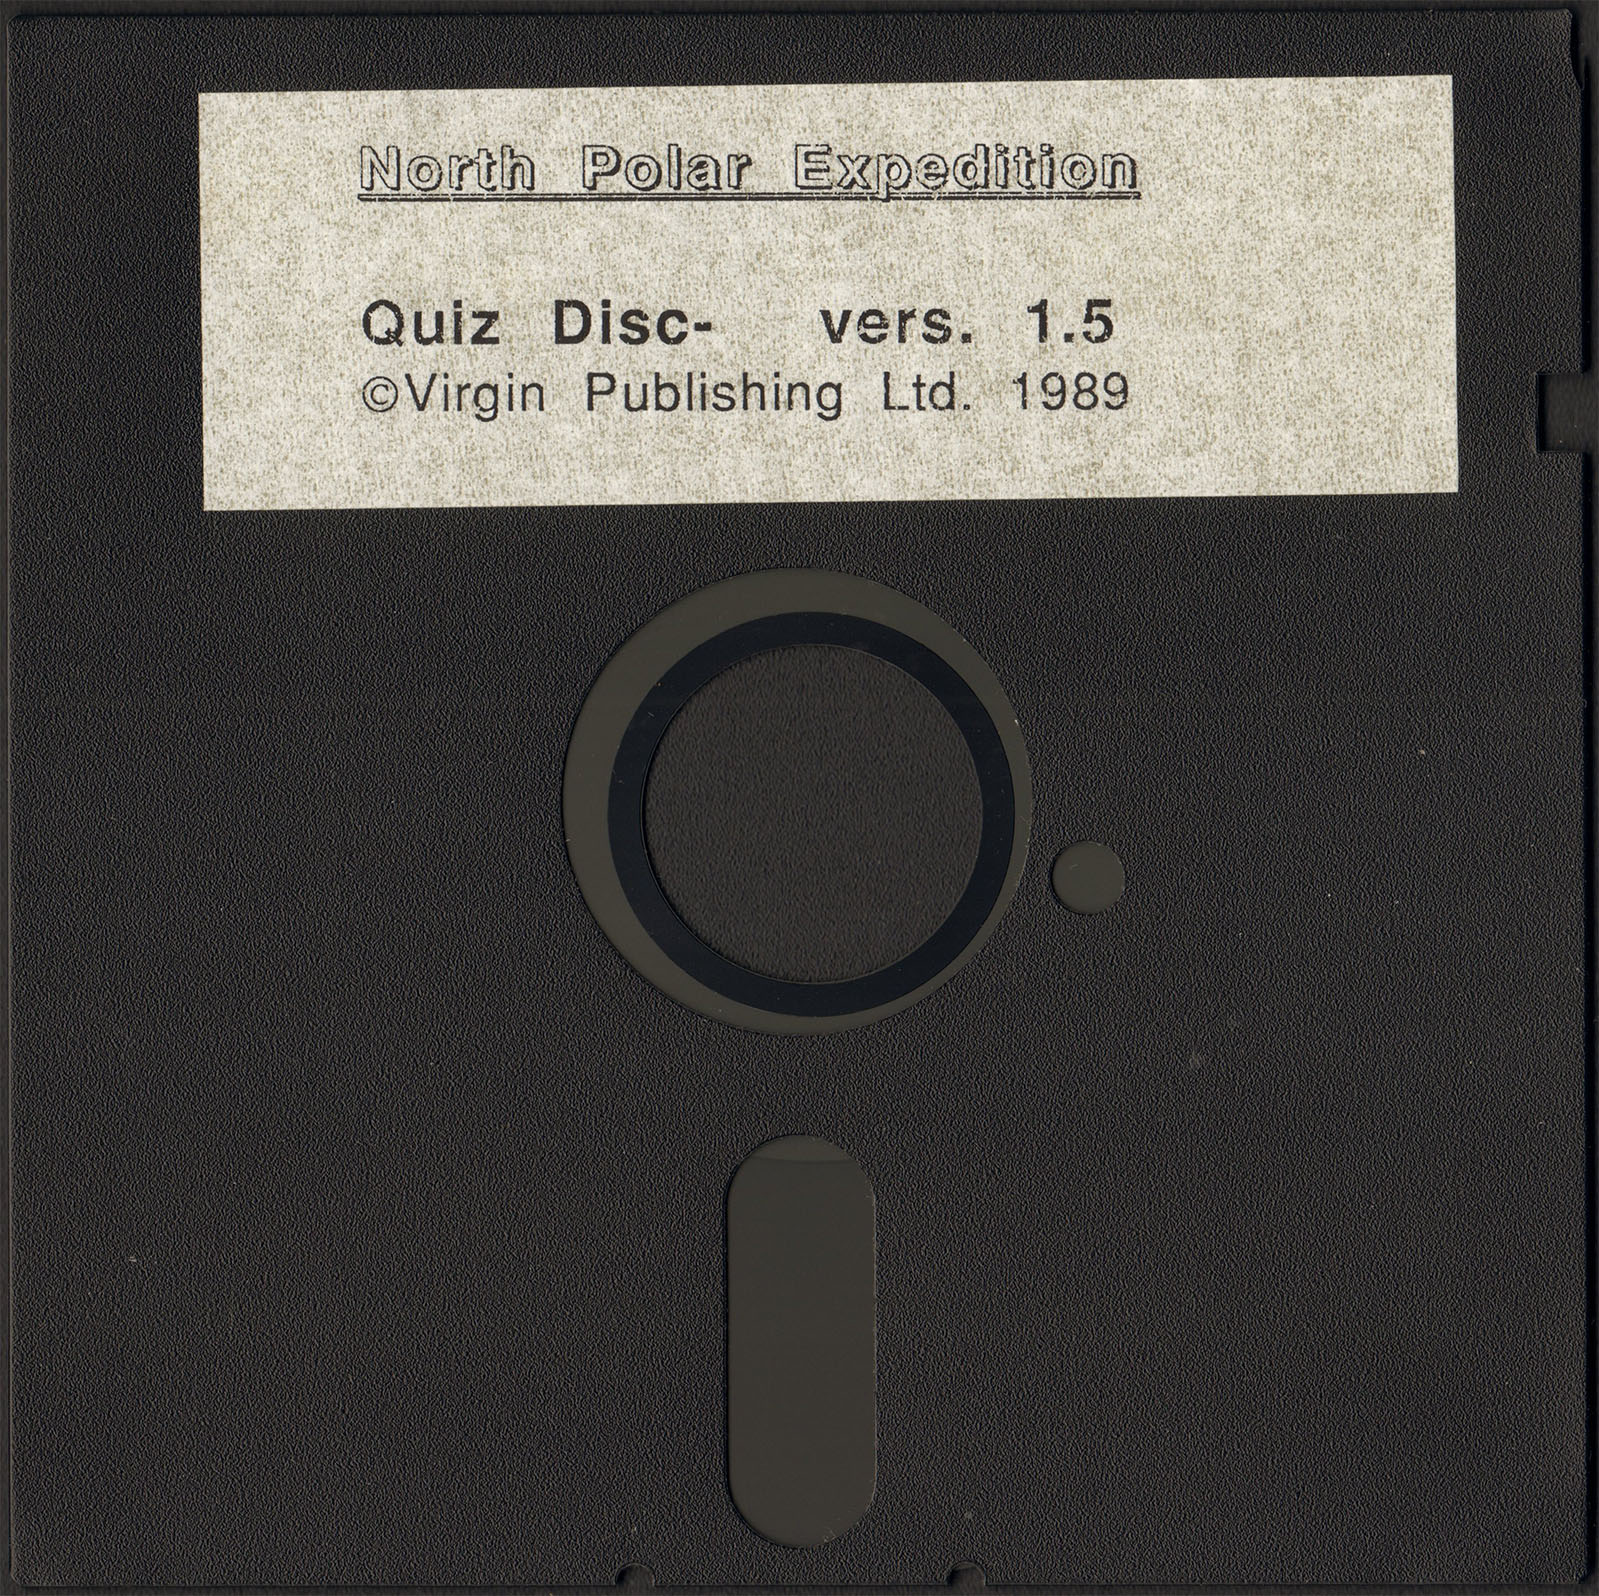 North Polar Expedition
Quiz Disc- vers. 1.5
©Virgin Publishing Ltd. 1989